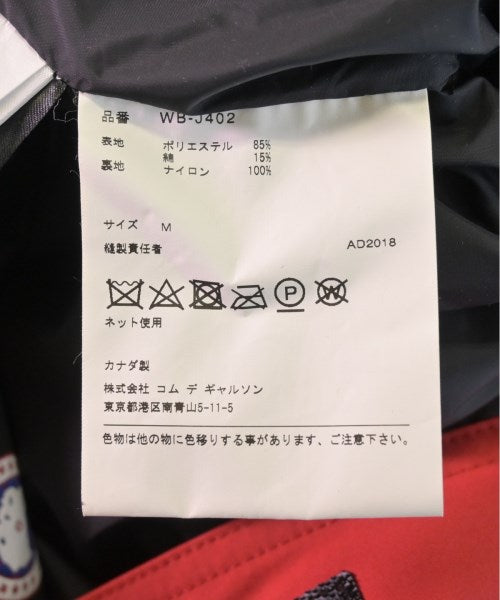 品番 WB-J402
表地 ポリエステル 85%
綿 15%
裏地 ナイロン 100%
サイズ M
縫製責任者 AD2018
P W
ネット使用
カナダ製
株式会社 コム デ ギャルソン
東京都港区南青山5-11-5
色物は他の物に色移りする事があります、ご注意下さい。